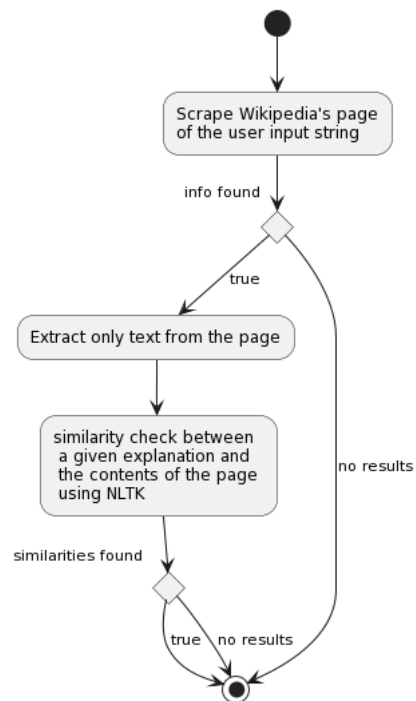 Scrape Wikipedia's page
of the user input string
info found
true
Extract only text from the page
similarity check between
a given explanation and
the contents of the page
using NLTK
no results
similarities found
true
no results